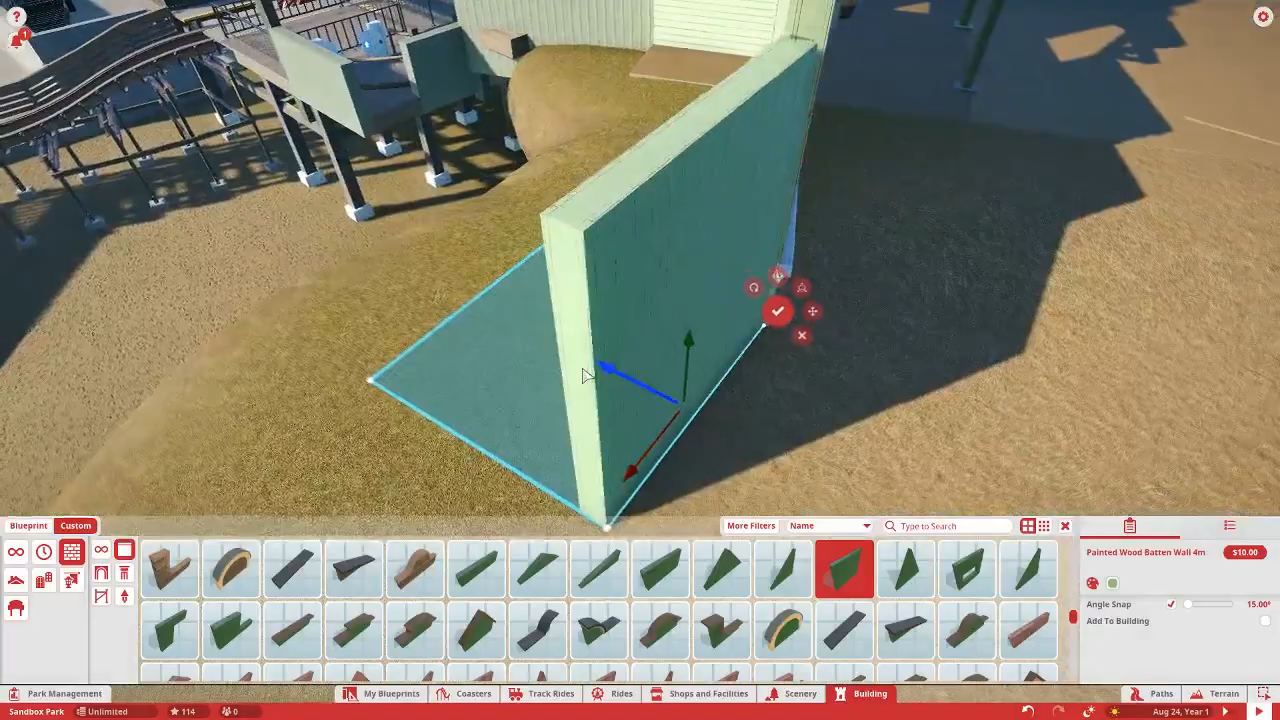 ?
1
Blueprint Custom More Filters Name Type to Search
Painted Wood Batten Wall 4m $10.00
Angle Snap 15.00°
Add To Building
Park Management My Blueprints Coasters Track Rides Rides Shops and Facilities Scenery Building Paths Terrain
Sandbox Park Unlimited 114 0 Aug 24, Year 1